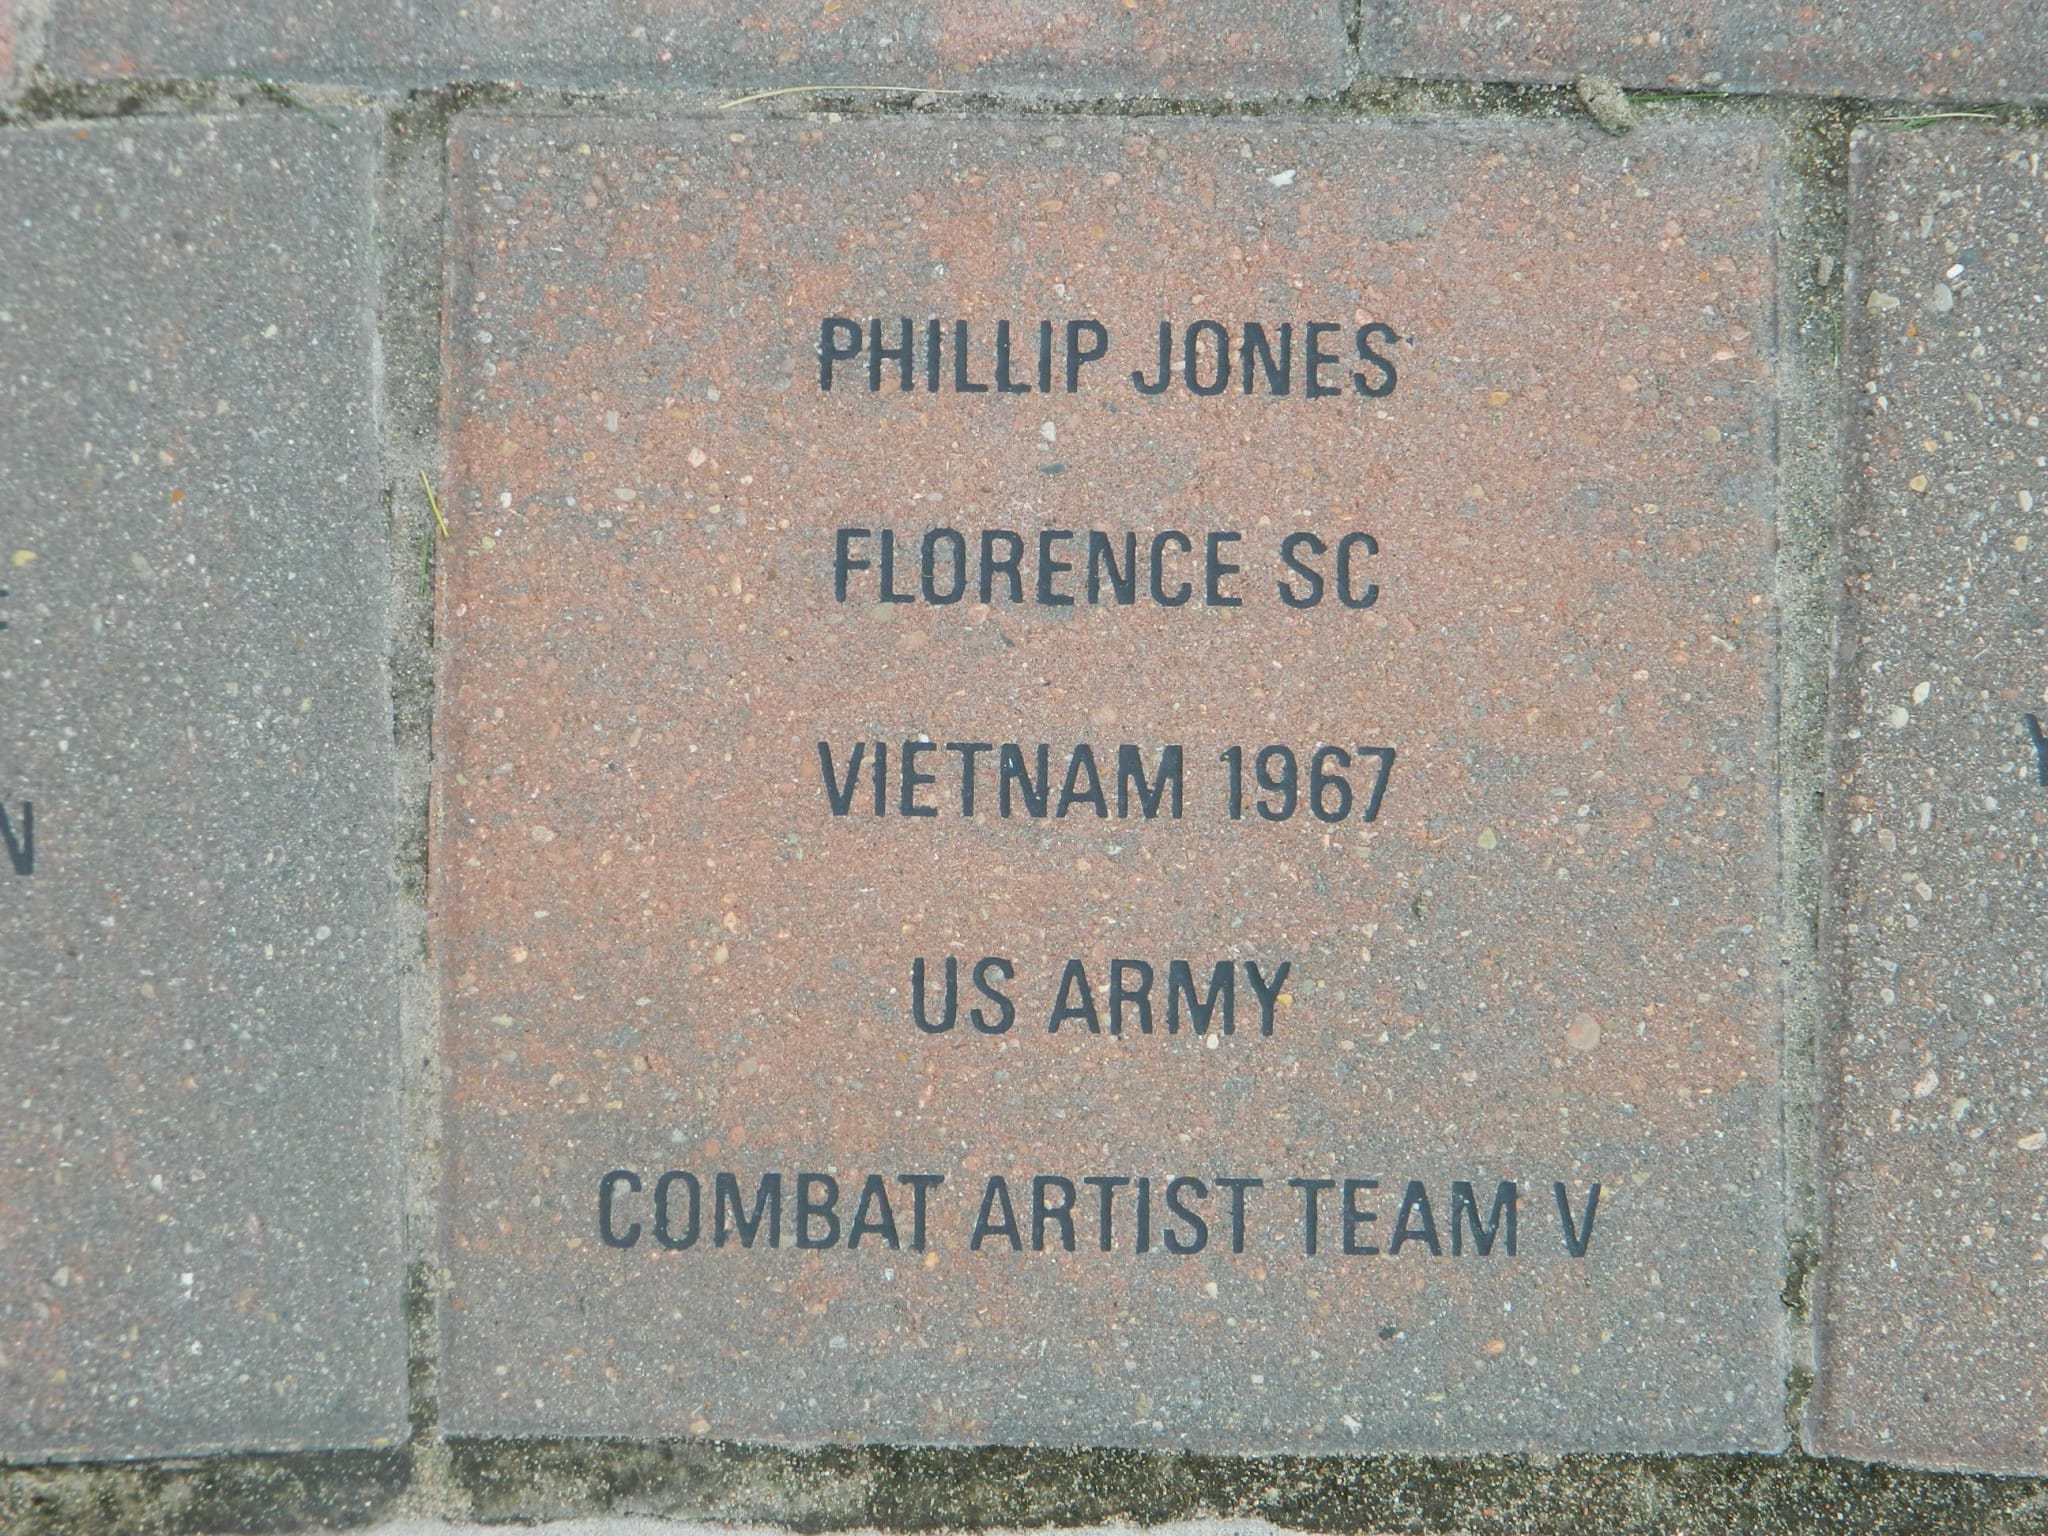 PHILLIP JONES
FLORENCE SC
VIETNAM 1967
US ARMY
COMBAT ARTIST TEAM V